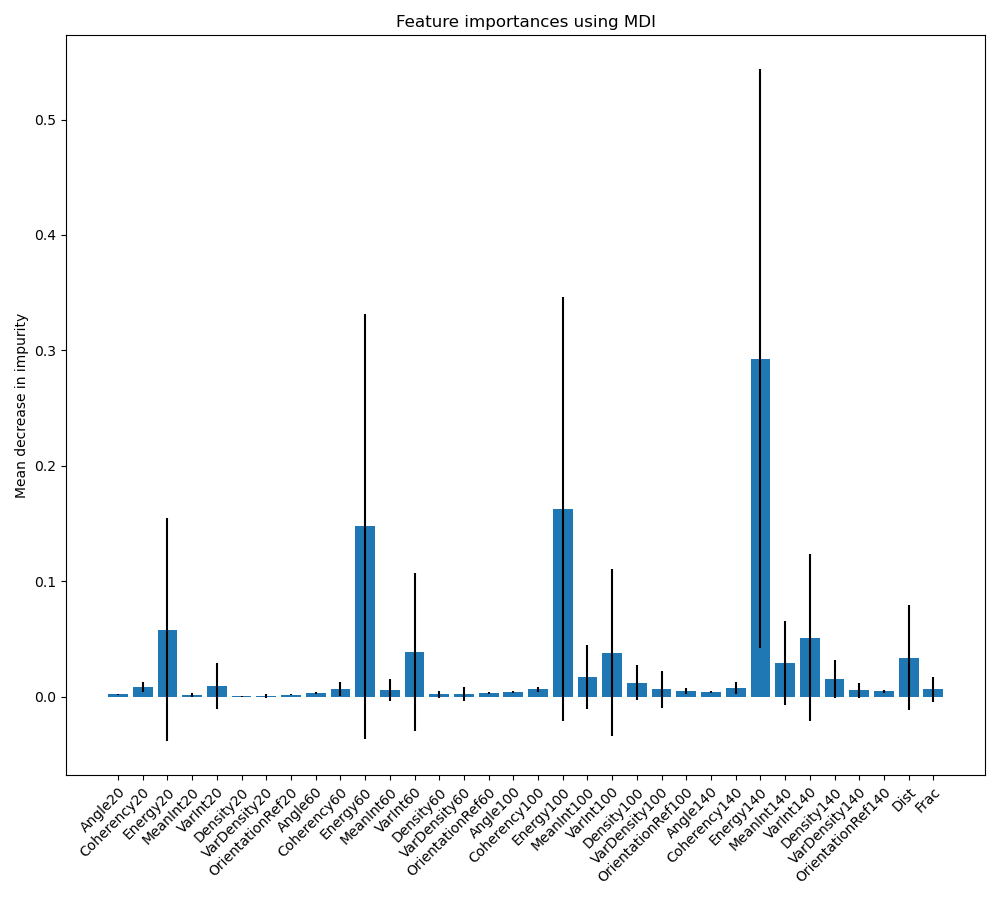 Feature importances using MDI
Mean decrease in impurity
0.5
0.4
0.3
0.2
0.1
0.0
Angle20
Coherency20
Energy20
MeanInt20
VarInt20
Density20
VarDensity20
OrientationRef20
Angle60
Coherency60
Energy60
MeanInt60
VarInt60
Density60
VarDensity60
OrientationRef60
Angle100
Coherency100
Energy100
MeanInt100
VarInt100
Density100
VarDensity100
OrientationRef100
Angle140
Coherency140
Energy140
MeanInt140
VarInt140
Density140
VarDensity140
OrientationRef140
Dist
Frac